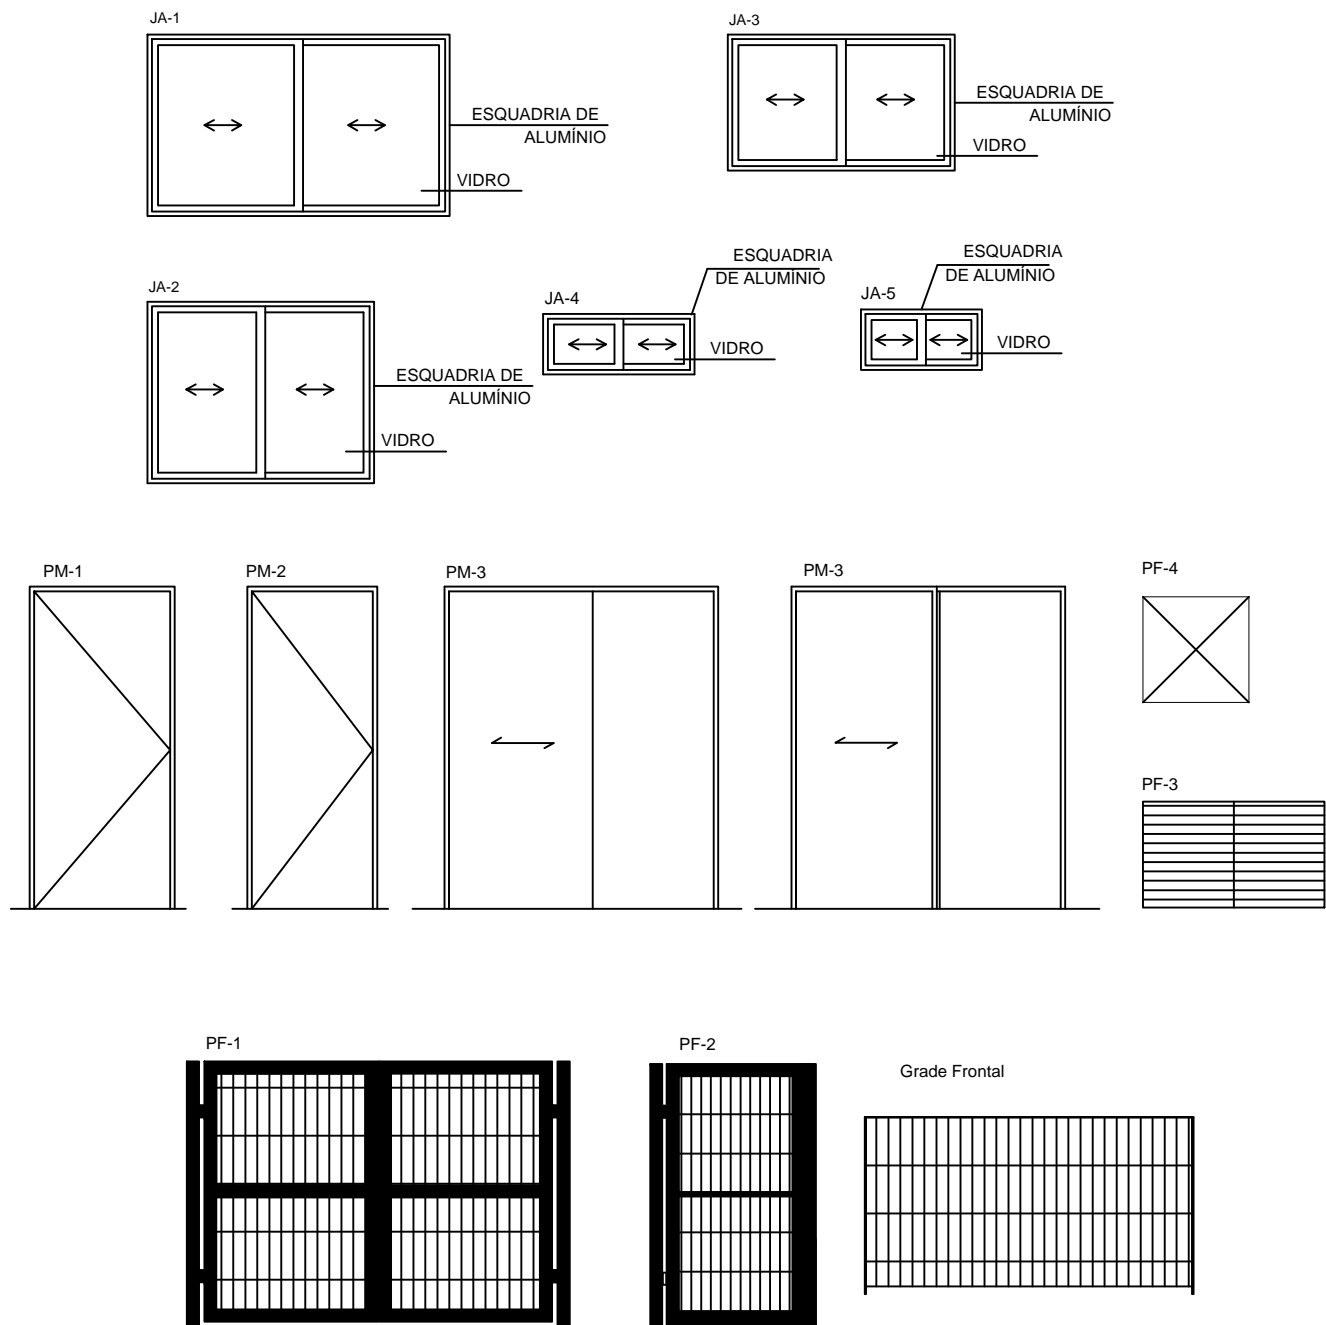 JA-1
ESQUADRIA DE
ALUMÍNIO
VIDRO
JA-3
ESQUADRIA DE
ALUMÍNIO
VIDRO
JA-2
ESQUADRIA DE
ALUMÍNIO
VIDRO
JA-4
ESQUADRIA
DE ALUMÍNIO
VIDRO
JA-5
ESQUADRIA
DE ALUMÍNIO
VIDRO
PM-1
PM-2
PM-3
PM-3
PF-4
PF-3
PF-1
PF-2
Grade Frontal